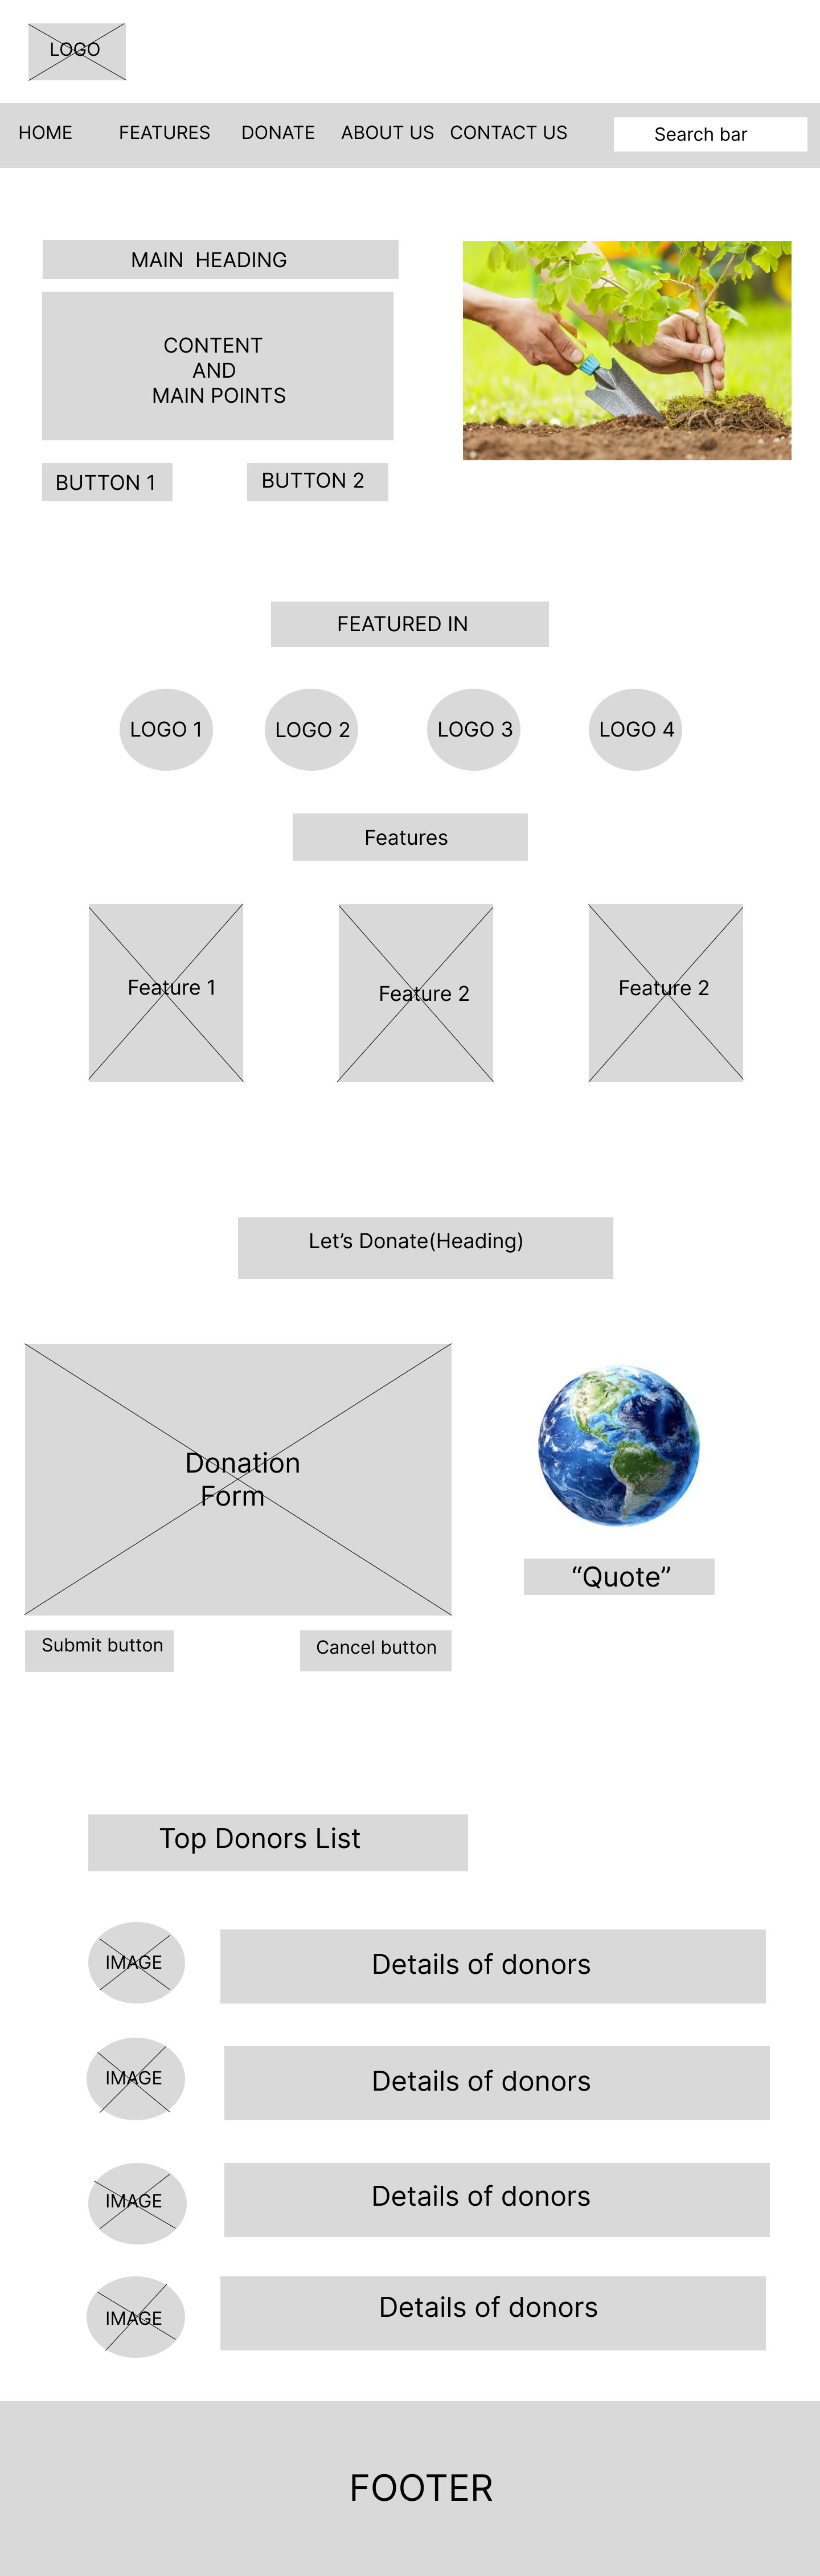 LOGO
HOME
FEATURES
DONATE
ABOUT US
CONTACT US
Search bar
MAIN HEADING
CONTENT
AND
MAIN POINTS
BUTTON 1
BUTTON 2
FEATURED IN
LOGO 1
LOGO 2
LOGO 3
LOGO 4
Features
Feature 1
Feature 2
Feature 2
Let’s Donate(Heading)
Donation
Form
“Quote”
Submit button
Cancel button
Top Donors List
IMAGE
Details of donors
IMAGE
Details of donors
IMAGE
Details of donors
IMAGE
Details of donors
FOOTER